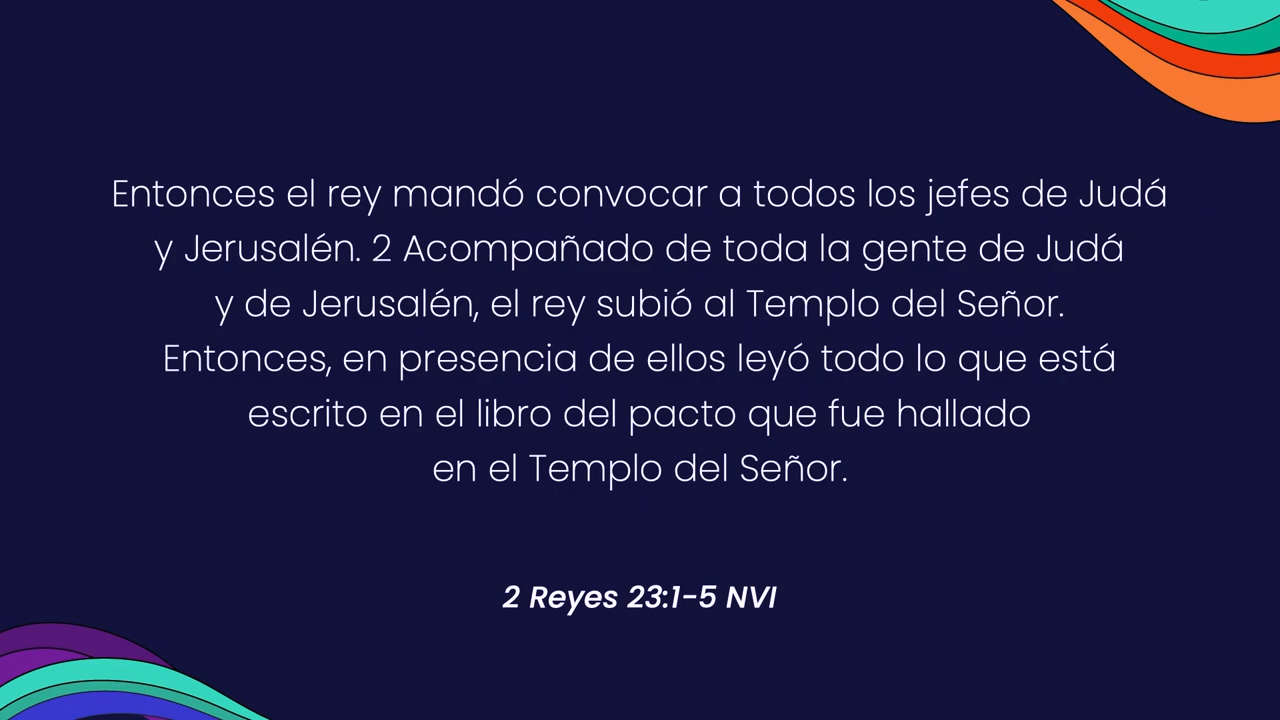 Entonces el rey mandó convocar a todos los jefes de Judá
y Jerusalén. 2 Acompañado de toda la gente de Judá
y de Jerusalén, el rey subió al Templo del Señor.
Entonces, en presencia de ellos leyó todo lo que está
escrito en el libro del pacto que fue hallado
en el Templo del Señor.
2 Reyes 23:1-5 NVI